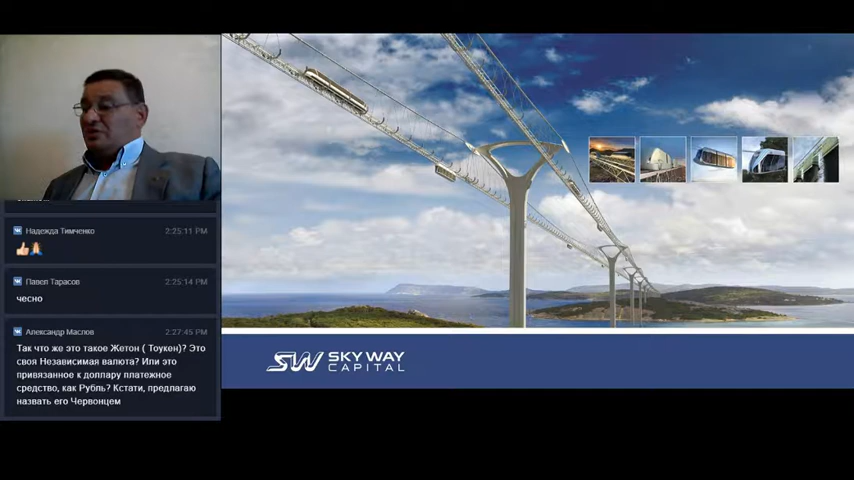 Надежда Тимченко 2:25:11 PM
Павел Тарасов 2:25:14 PM
чесно
Александр Маслов 2:27:45 PM
Так что же это такое Жетон ( Тоукен)? Это
своя Независимая валюта? Или это
привязанное к доллару платежное
средство, как Рубль? Кстати, предлагаю
назвать его Червонцем
SW SKY WAY
CAPITAL